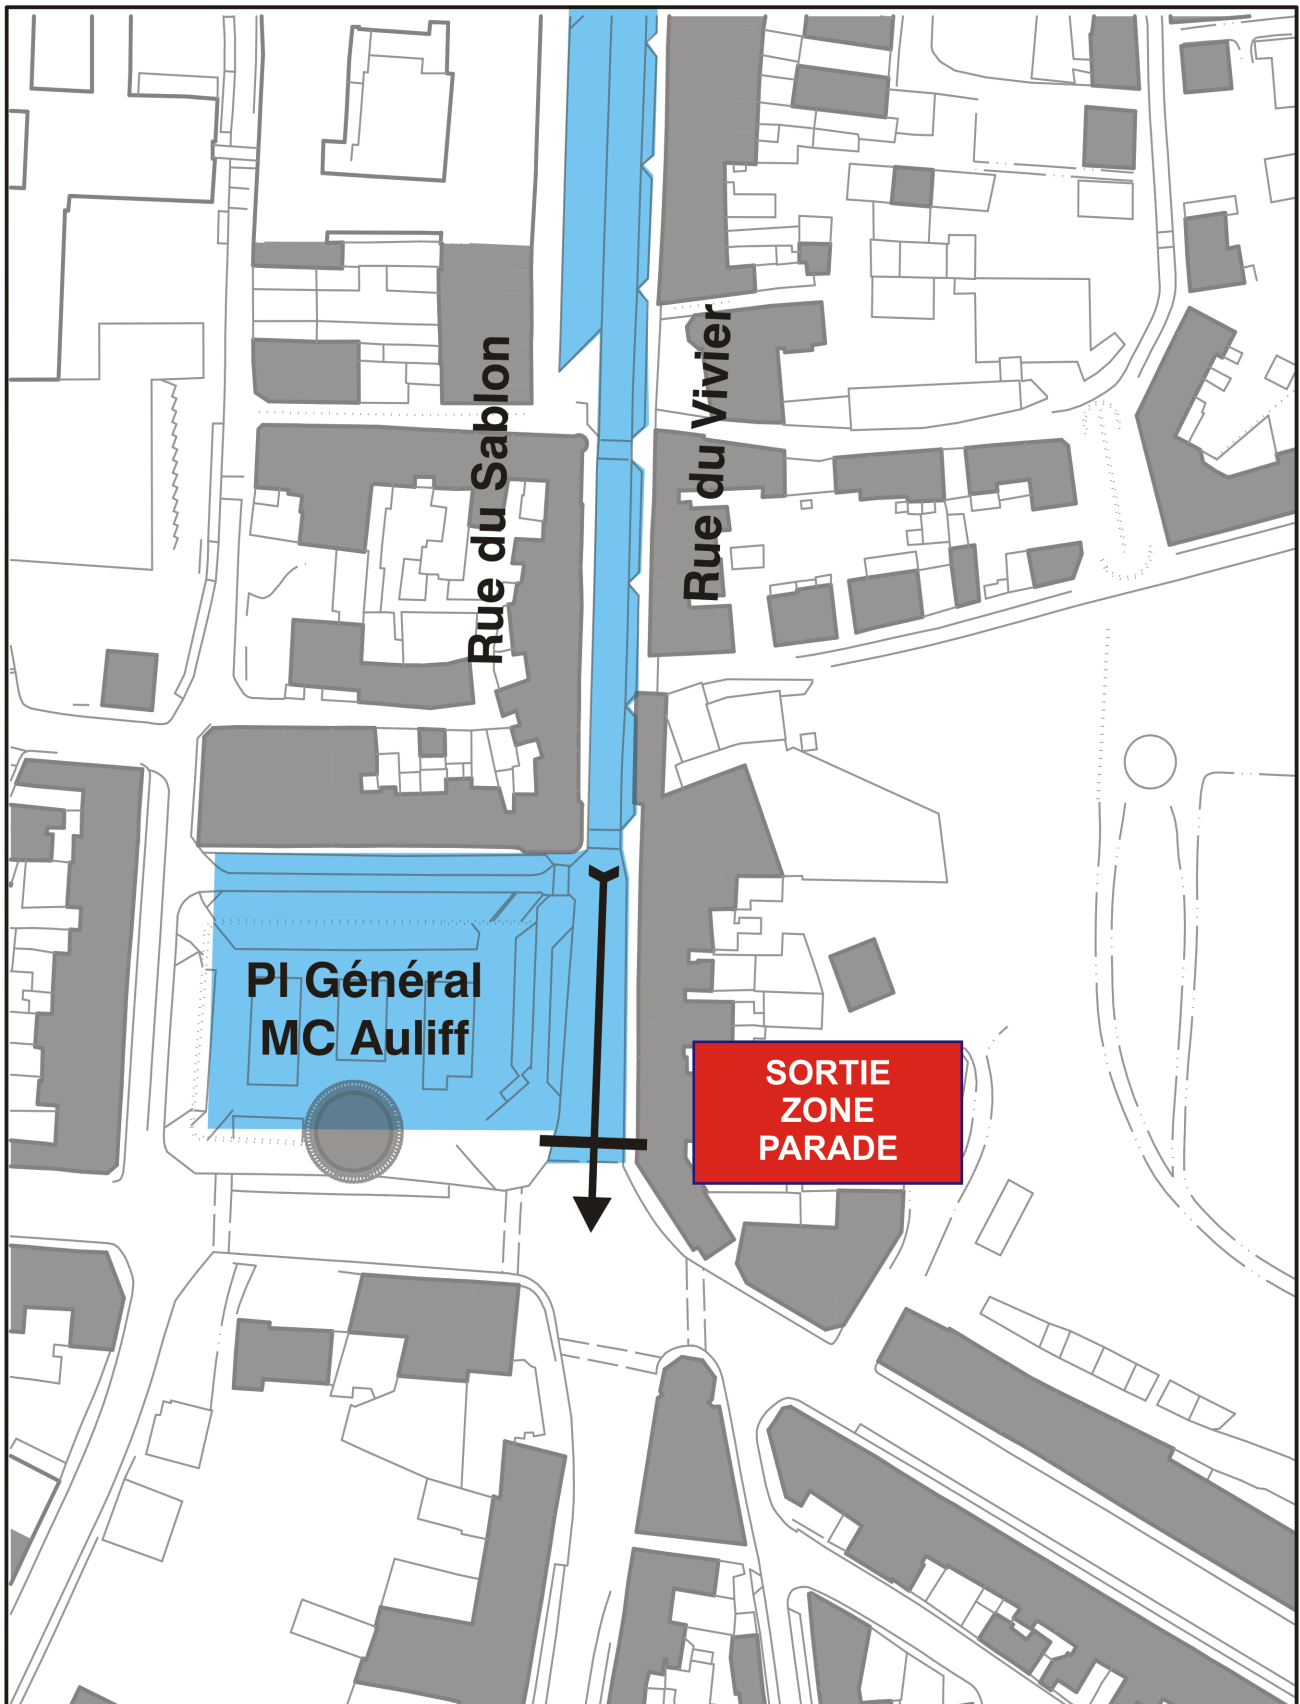 Rue du Sablon
Rue du Vivier
Pl Général
MC Auliff
SORTIE
ZONE
PARADE